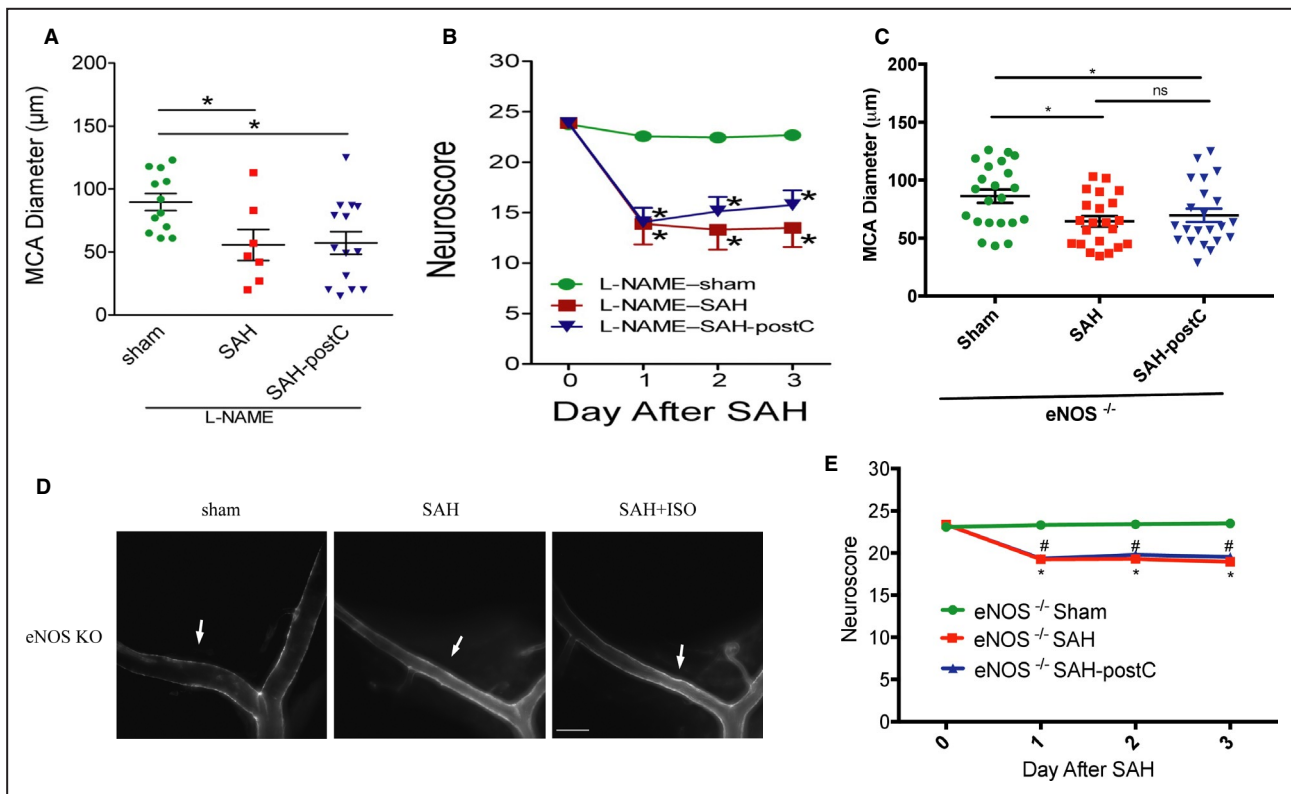 A
200
150
100
50
0
MCA Diameter (µm)
*
*
sham
SAH
SAH-postC
L-NAME
B
30
25
20
15
10
5
0
Neuroscore
*
*
*
*
*
*
L-NAME–sham
L-NAME–SAH
L-NAME–SAH-postC
0 1 2 3
Day After SAH
C
200
150
100
50
0
MCA Diameter (µm)
*
ns
*
Sham
SAH
SAH-postC
eNOS -/-
D
sham SAH SAH+ISO
eNOS KO
E
30
25
20
15
10
5
0
Neuroscore
# # #
* * *
eNOS -/- Sham
eNOS -/- SAH
eNOS -/- SAH-postC
0 1 2 3
Day After SAH